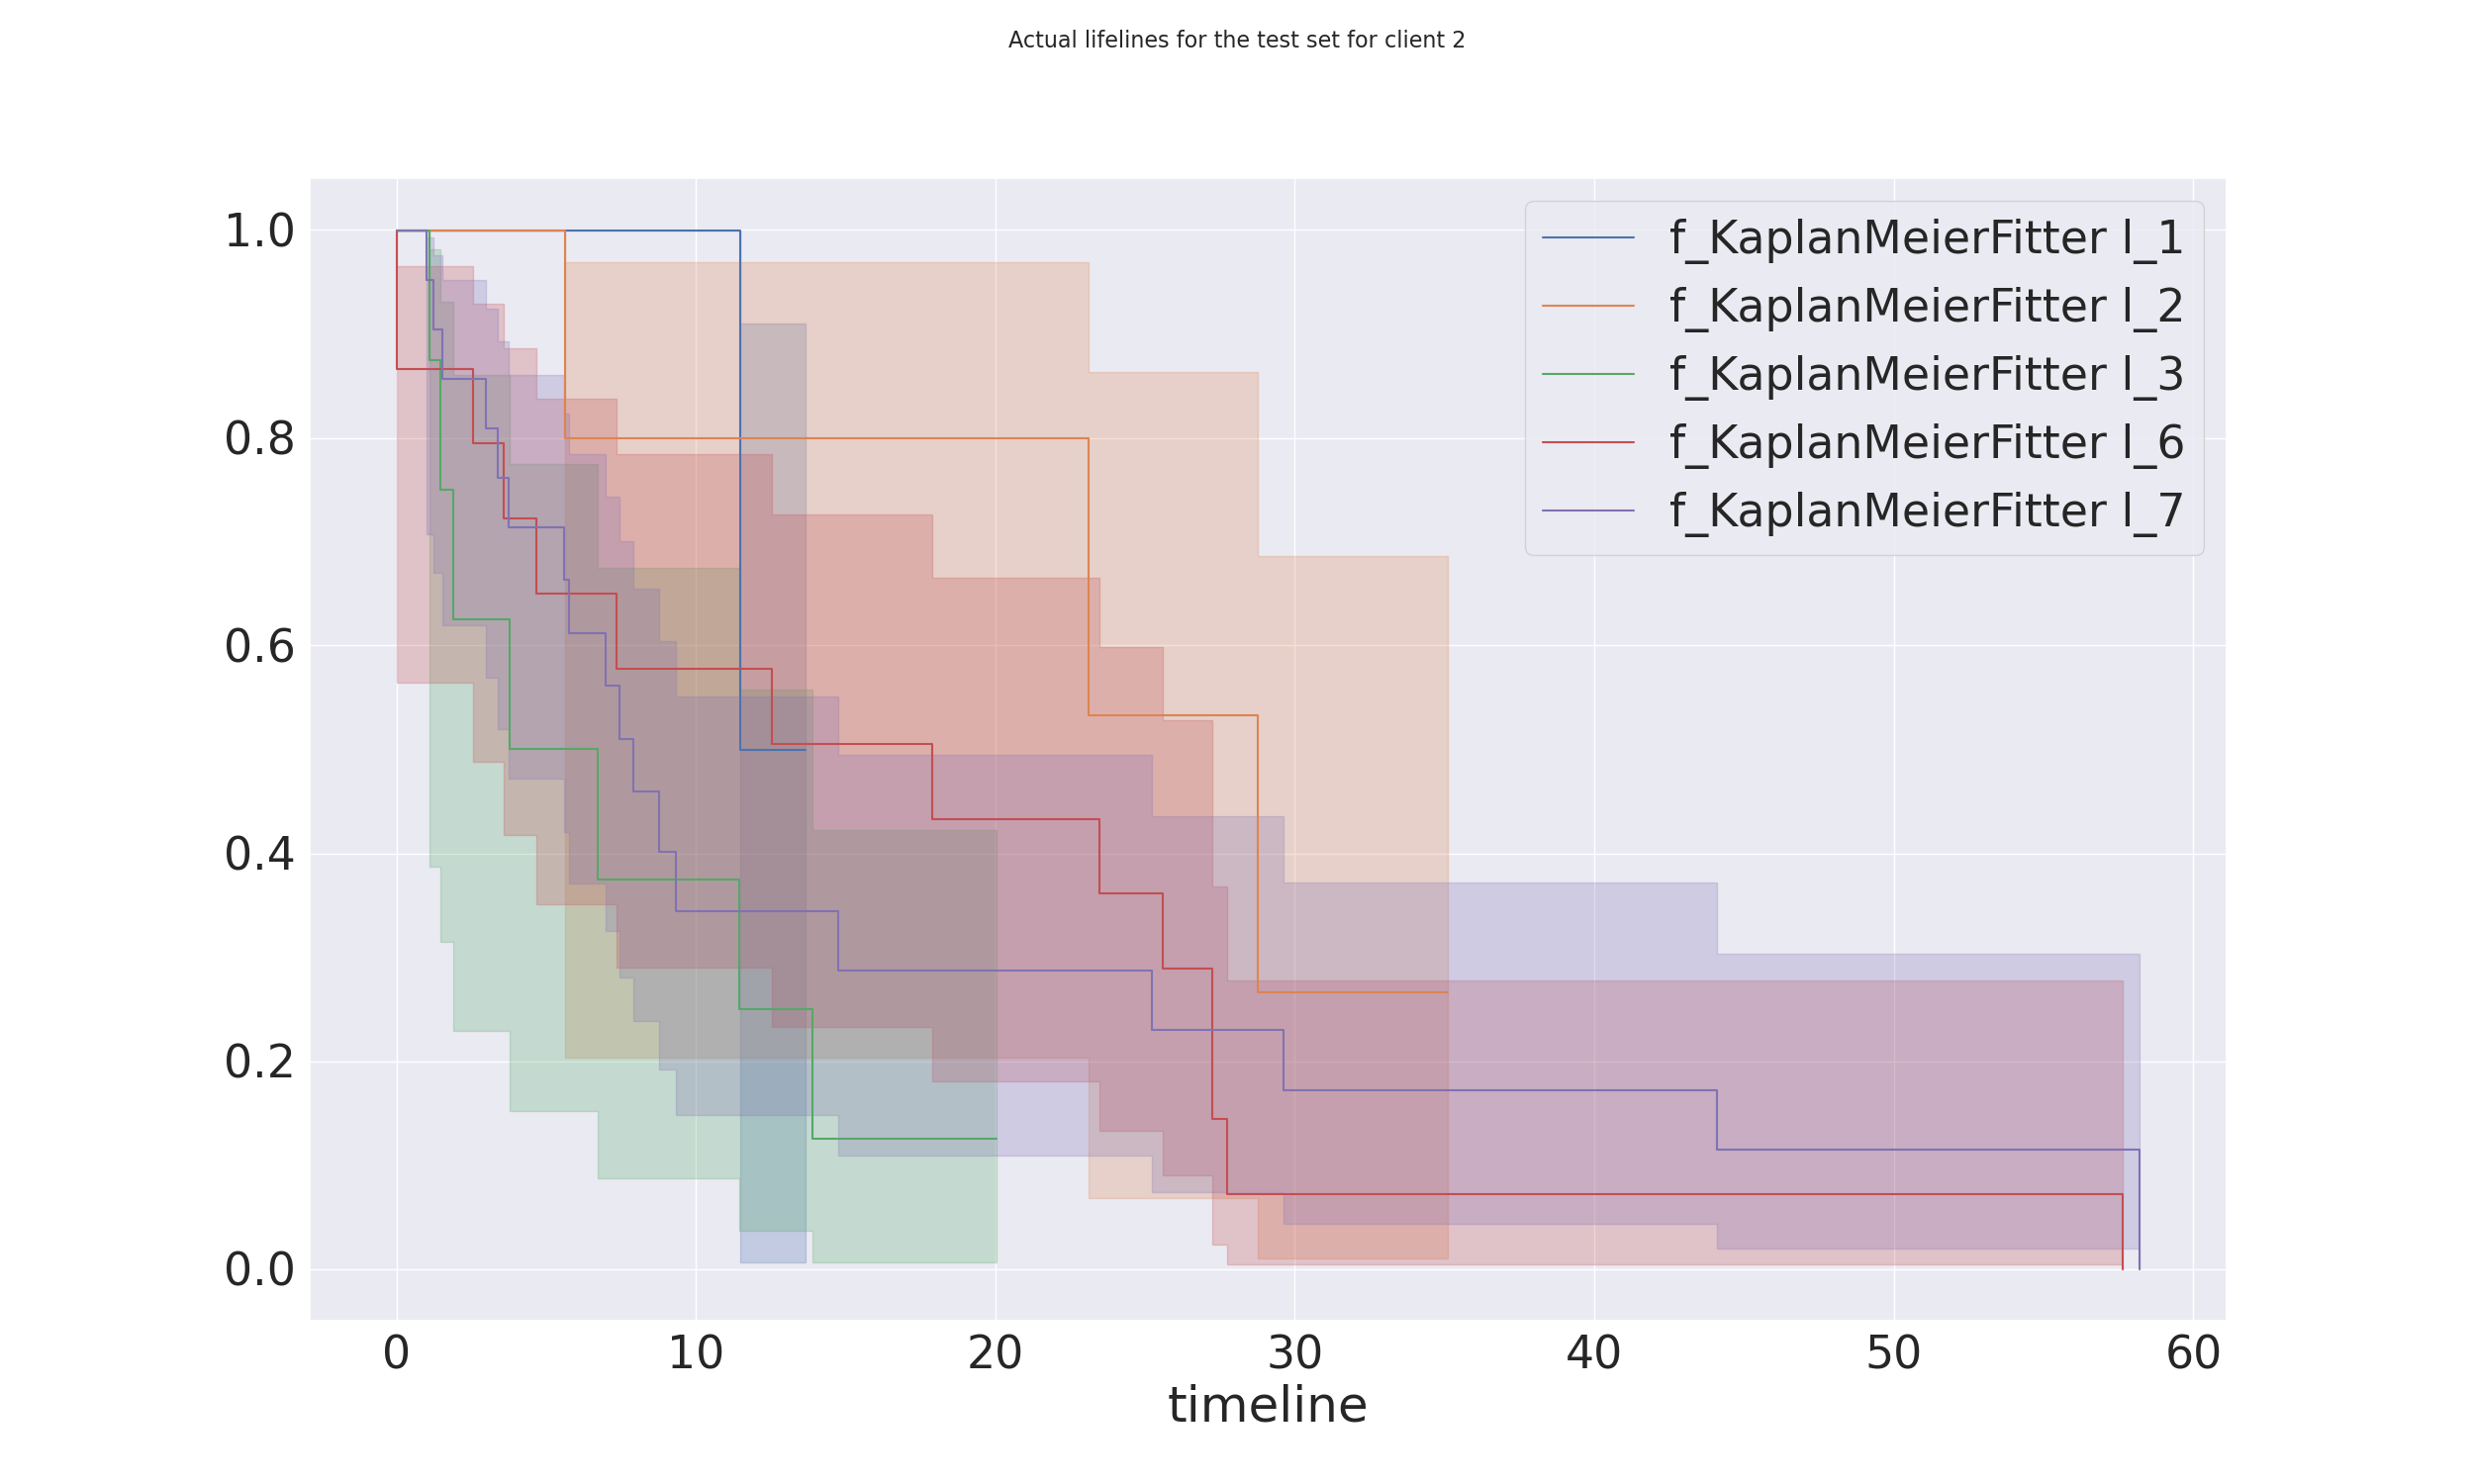 Actual lifelines for the test set for client 2
f_KaplanMeierFitter l_1
f_KaplanMeierFitter l_2
f_KaplanMeierFitter l_3
f_KaplanMeierFitter l_6
f_KaplanMeierFitter l_7
1.0
0.8
0.6
0.4
0.2
0.0
0 10 20 30 40 50 60
timeline